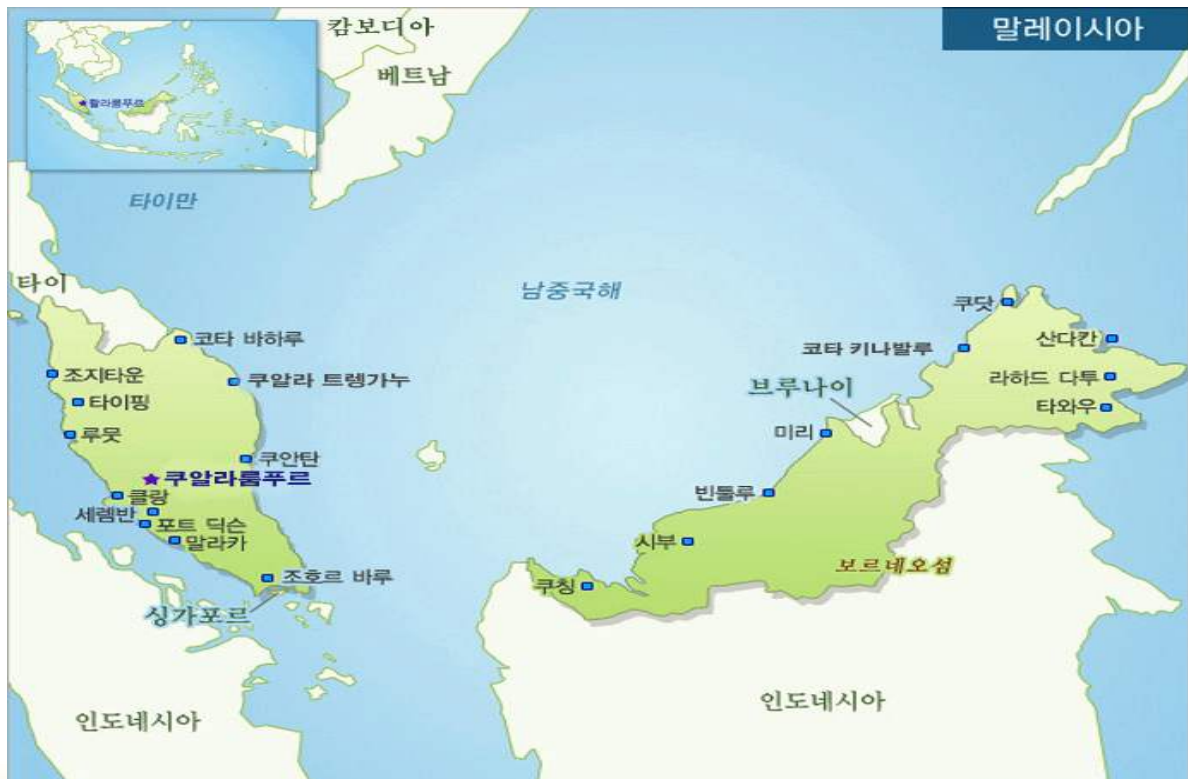 말레이시아
캄보디아
베트남
타이만
타이
남중국해
쿠닷
코타 바하루
산다칸
코타 키나발루
조지타운
쿠알라 트렝가누
라하드 다투
브루나이
타이핑
타와우
루뭇
미리
쿠안탄
쿠알라룸푸르
클랑
빈툴루
세렘반
포트 딕슨
말라카
시부
보르네오섬
조호르 바루
쿠칭
싱가포르
인도네시아
인도네시아